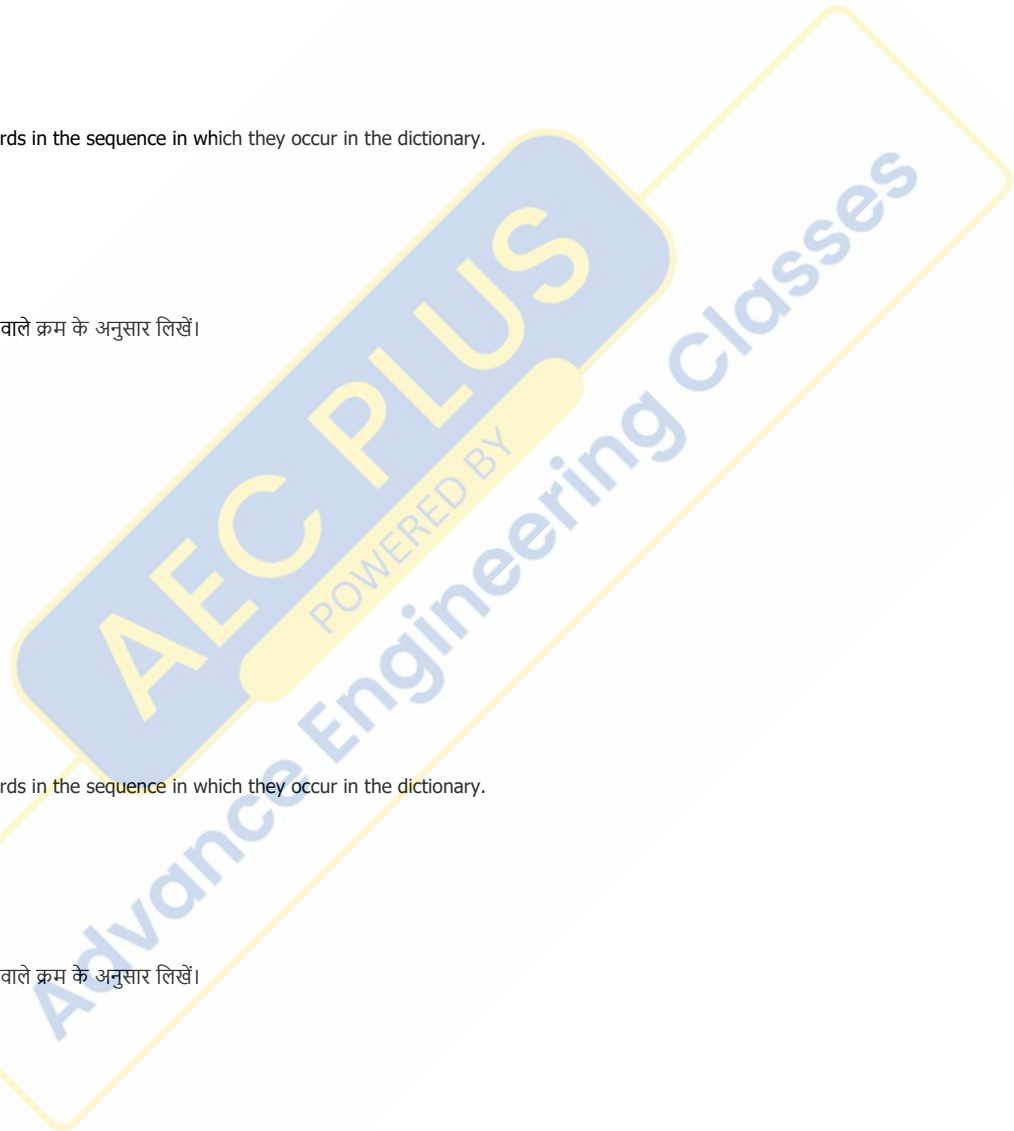 rds in the sequence in which they occur in the dictionary.
वाले क्रम के अनुसार लिखें।
AEC PLUS
POWERED BY
Advance Engineering Classes
rds in the sequence in which they occur in the dictionary.
वाले क्रम के अनुसार लिखें।